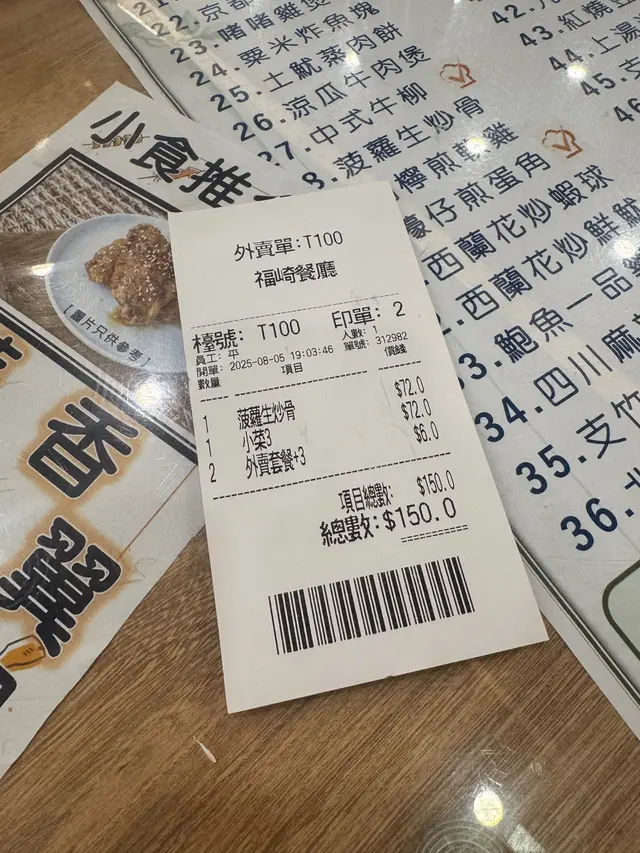 外賣單:T100
福崎餐廳
檯號: T100 印單: 2
員工: 平 人數: 1
開單: 2025-08-05 19:03:46 單號: 312982
數量 項目 價錢
1 菠蘿生炒骨 $72.0
1 小菜3 $72.0
2 外賣套餐+3 $6.0
項目總數: $150.0
總數:$150.0
小食推
【圖片只供參考】
香
22.京都
23.啫啫雞煲
24.粟米炸魚塊
25.土魷蒸肉餅
26.涼瓜牛肉煲
27.中式牛柳
8.菠蘿生炒骨
檸煎軟雞
蠔仔煎蛋角
西蘭花炒蝦球
西蘭花炒鮮魷
33.鮑魚一品
34.四川麻
35.支竹
36.
42.
43.紅燒豆
44.上湯
45.支